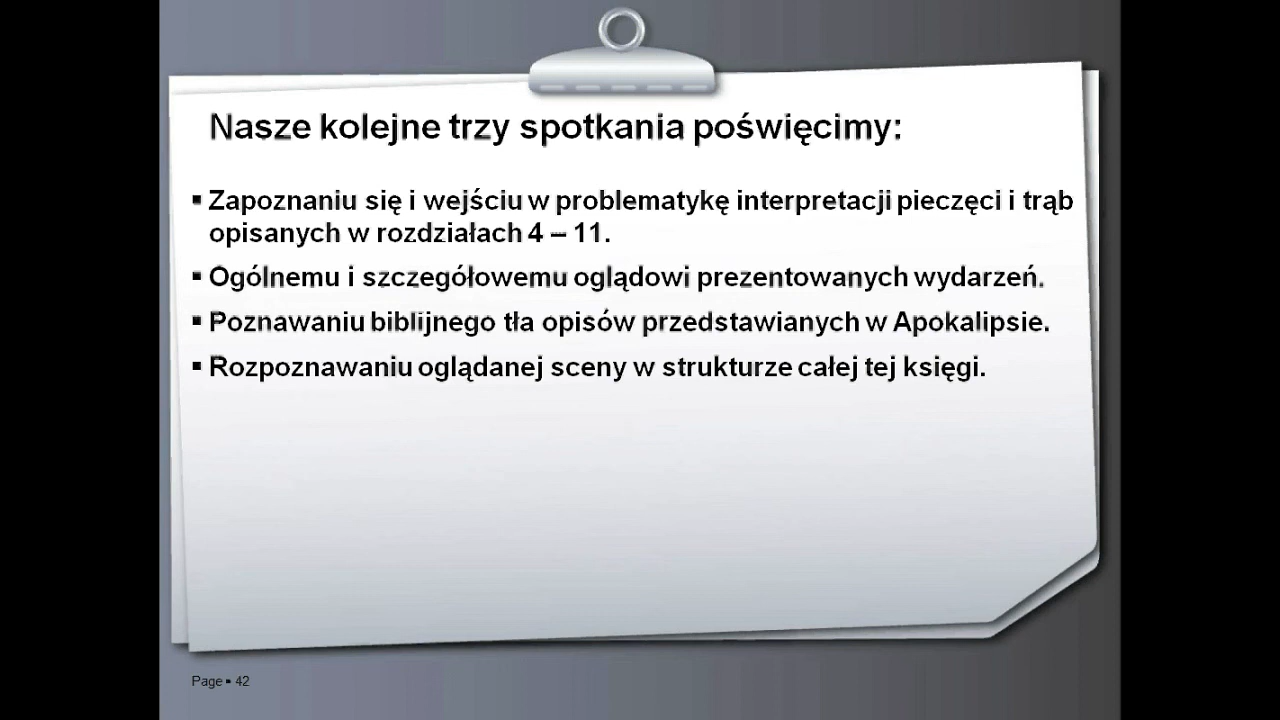 Nasze kolejne trzy spotkania poświęcimy:
▪ Zapoznaniu się i wejściu w problematykę interpretacji pieczęci i trąb
opisanych w rozdziałach 4 – 11.
▪ Ogólnemu i szczegółowemu oglądowi prezentowanych wydarzeń.
▪ Poznawaniu biblijnego tła opisów przedstawianych w Apokalipsie.
▪ Rozpoznawaniu oglądanej sceny w strukturze całej tej księgi.
Page ▪ 42